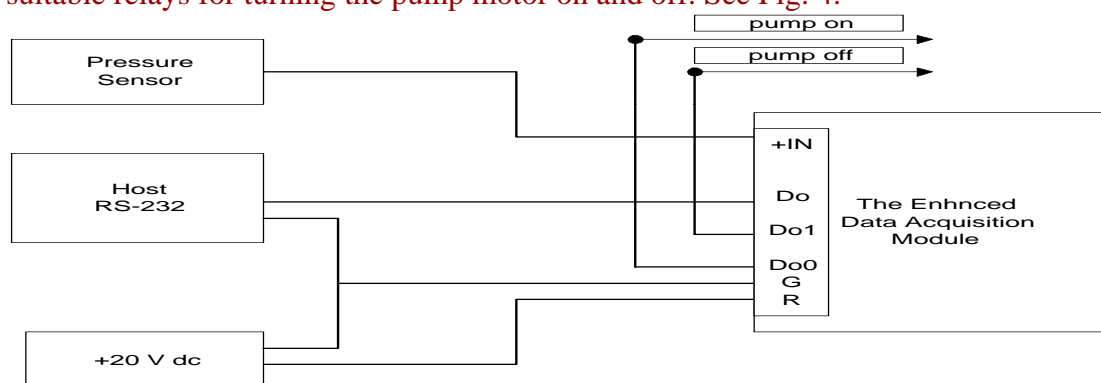 suitable relays for turning the pump motor on and off. See Fig. 4.
pump on
pump off
Pressure
Sensor
+IN
Host
RS-232
Do
Do1
Do0
G
R
The Enhnced
Data Acquisition
Module
+20 V dc